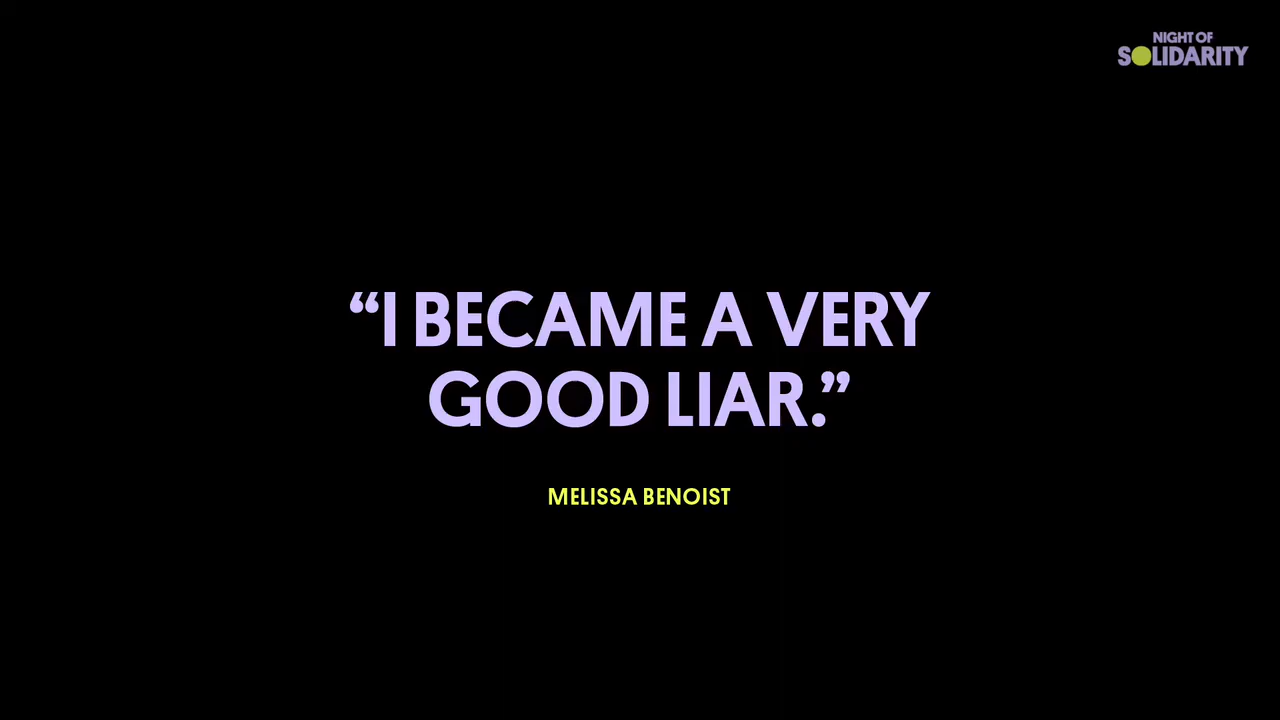 NIGHT OF
SOLIDARITY
“I BECAME A VERY
GOOD LIAR.”
MELISSA BENOIST